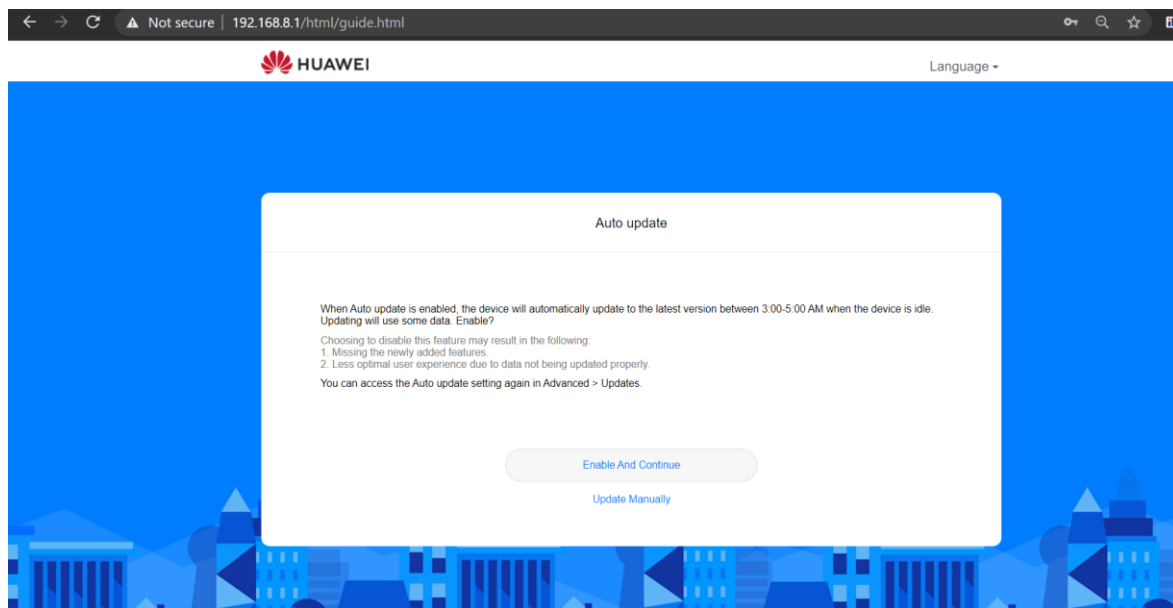 Not secure | 192.168.8.1/html/guide.html
HUAWEI
Language
Auto update
When Auto update is enabled, the device will automatically update to the latest version between 3:00-5:00 AM when the device is idle.
Updating will use some data. Enable?
Choosing to disable this feature may result in the following:
1. Missing the newly added features.
2. Less optimal user experience due to data not being updated properly.
You can access the Auto update setting again in Advanced > Updates.
Enable And Continue
Update Manually